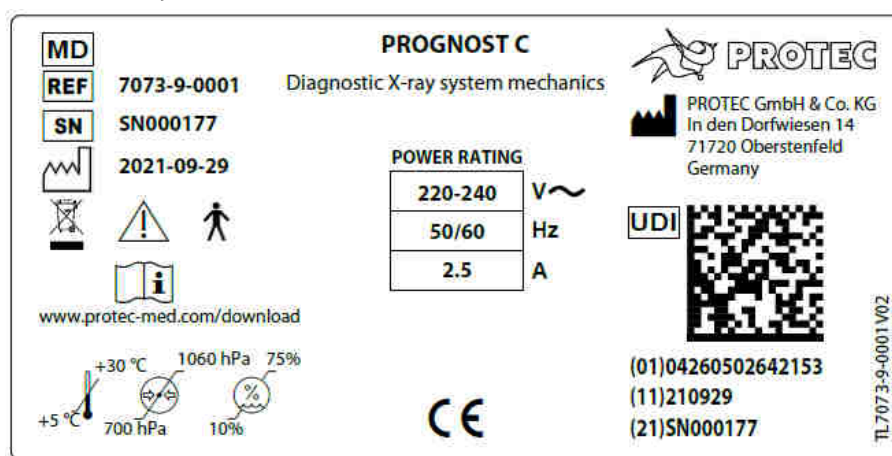 MD
REF 7073-9-0001
SN SN000177
2021-09-29
www.protec-med.com/download
+30 °C
+5 °C
1060 hPa
700 hPa
75%
%
10%
PROGNOST C
Diagnostic X-ray system mechanics
POWER RATING
220-240 V~
50/60 Hz
2.5 A
CE
PROTEC
PROTEC GmbH & Co. KG
In den Dorfwiesen 14
71720 Oberstenfeld
Germany
UDI
(01)04260502642153
(11)210929
(21)SN000177
TL7073-9-0001V02